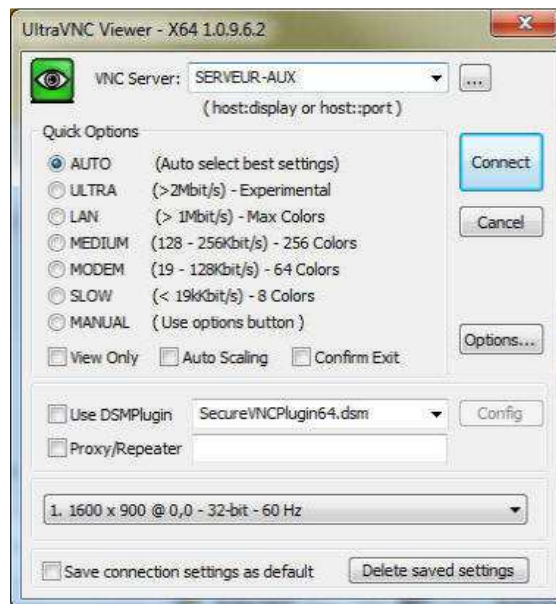 UltraVNC Viewer - X64 1.0.9.6.2
VNC Server: SERVEUR-AUX ...
( host:display or host::port )
Quick Options
AUTO (Auto select best settings)
Connect
ULTRA (>2Mbit/s) - Experimental
LAN (> 1Mbit/s) - Max Colors
Cancel
MEDIUM (128 - 256Kbit/s) - 256 Colors
MODEM (19 - 128Kbit/s) - 64 Colors
SLOW (< 19kKbit/s) - 8 Colors
MANUAL ( Use options button )
Options...
View Only Auto Scaling Confirm Exit
Use DSMPlugin SecureVNCPlugin64.dsm Config
Proxy/Repeater
1. 1600 x 900 @ 0,0 - 32-bit - 60 Hz
Save connection settings as default Delete saved settings